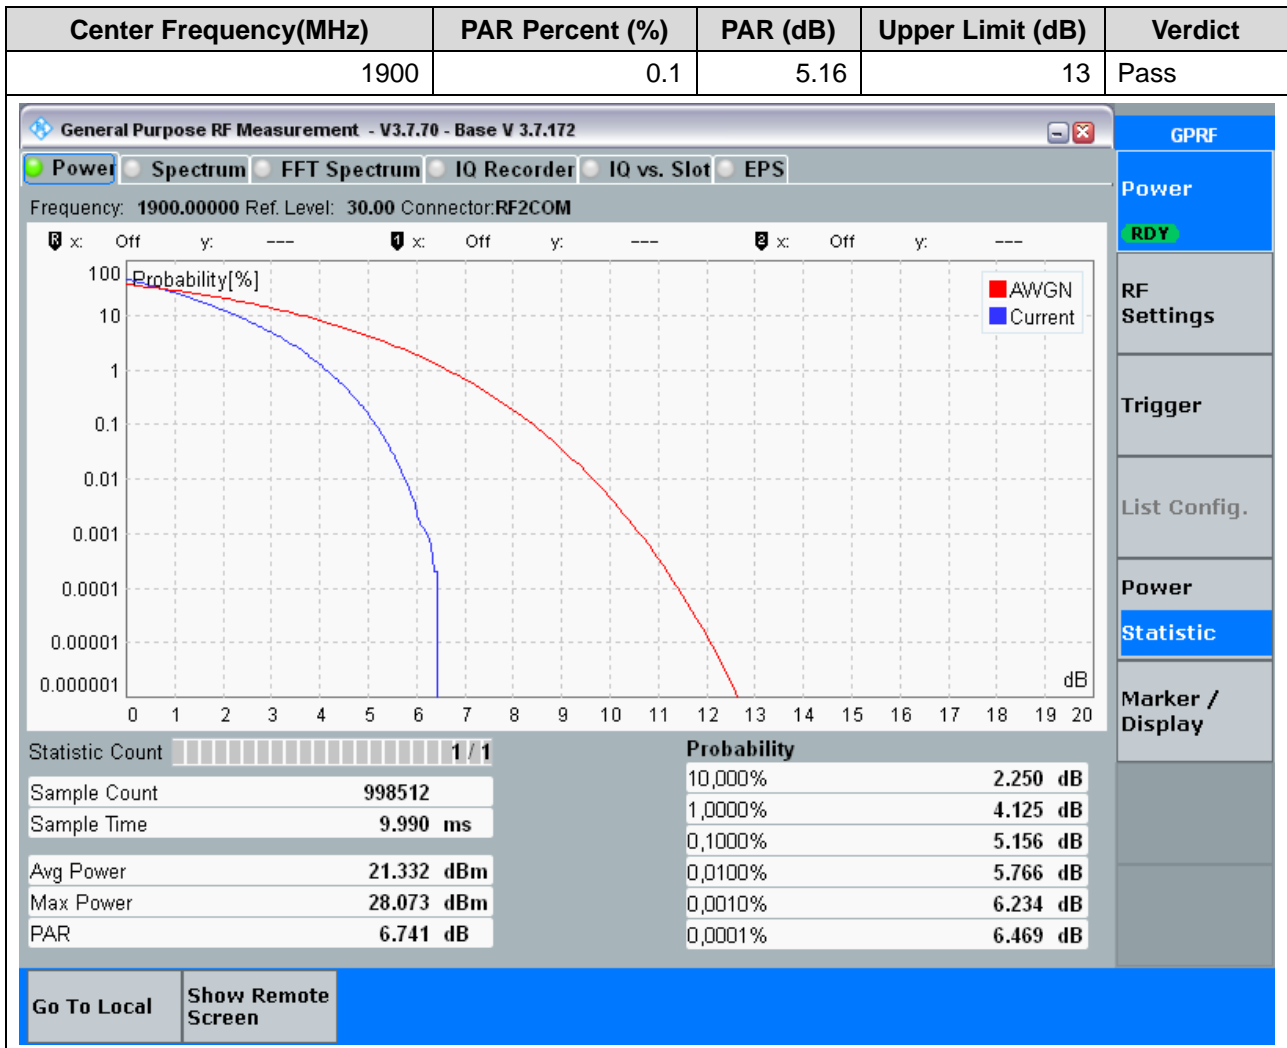 Center Frequency(MHz) PAR Percent (%) PAR (dB) Upper Limit (dB) Verdict
1900 0.1 5.16 13 Pass
General Purpose RF Measurement - V3.7.70 - Base V 3.7.172
GPRF
Power Spectrum FFT Spectrum IQ Recorder IQ vs. Slot EPS
Power
RDY
Frequency: 1900.00000 Ref. Level: 30.00 Connector:RF2COM
R x: Off y: --- 1 x: Off y: --- 2 x: Off y: ---
Probability[%]
AWGN
Current
100
10
1
0.1
0.01
0.001
0.0001
0.00001
0.000001
dB
0 1 2 3 4 5 6 7 8 9 10 11 12 13 14 15 16 17 18 19 20
RF
Settings
Trigger
List Config.
Power
Statistic
Marker /
Display
Statistic Count 1 / 1
Sample Count 998512
Sample Time 9.990 ms
Avg Power 21.332 dBm
Max Power 28.073 dBm
PAR 6.741 dB
Probability
10,000% 2.250 dB
1,0000% 4.125 dB
0,1000% 5.156 dB
0,0100% 5.766 dB
0,0010% 6.234 dB
0,0001% 6.469 dB
Go To Local
Show Remote
Screen